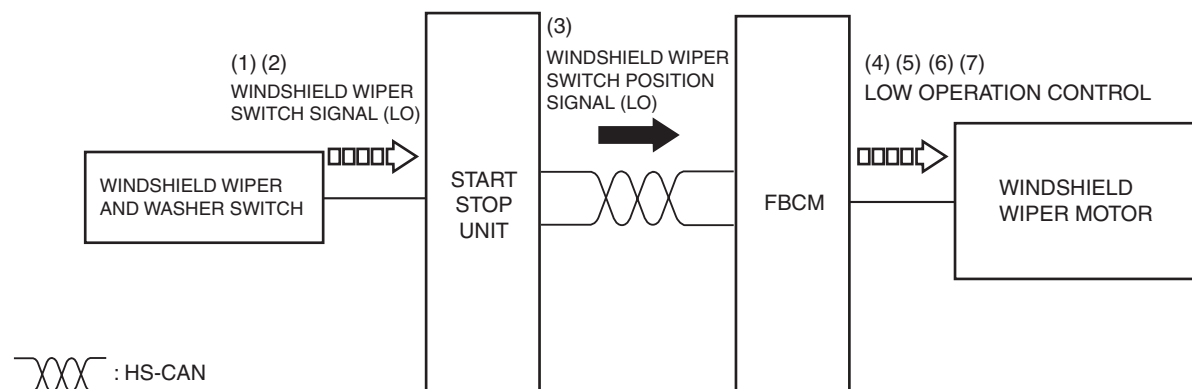 (1) (2)
WINDSHIELD WIPER
SWITCH SIGNAL (LO)
(3)
WINDSHIELD WIPER
SWITCH POSITION
SIGNAL (LO)
(4) (5) (6) (7)
LOW OPERATION CONTROL
WINDSHIELD WIPER
AND WASHER SWITCH
START
STOP
UNIT
FBCM
WINDSHIELD
WIPER MOTOR
: HS-CAN